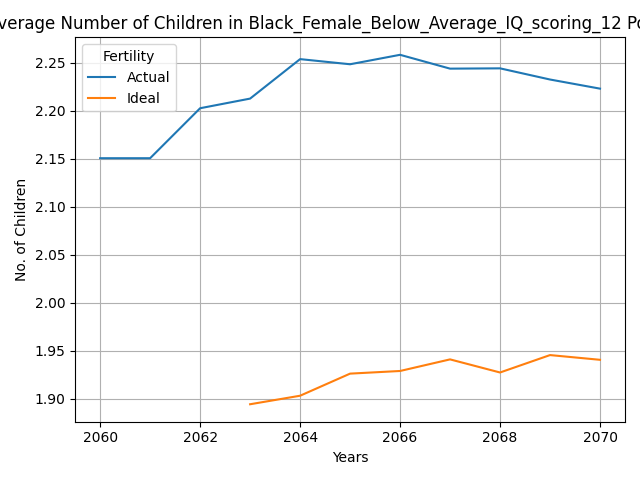 verage Number of Children in Black_Female_Below_Average_IQ_scoring_12 Po
Fertility
Actual
Ideal
2.25
2.20
2.15
2.10
2.05
2.00
1.95
1.90
No. of Children
2060 2062 2064 2066 2068 2070
Years